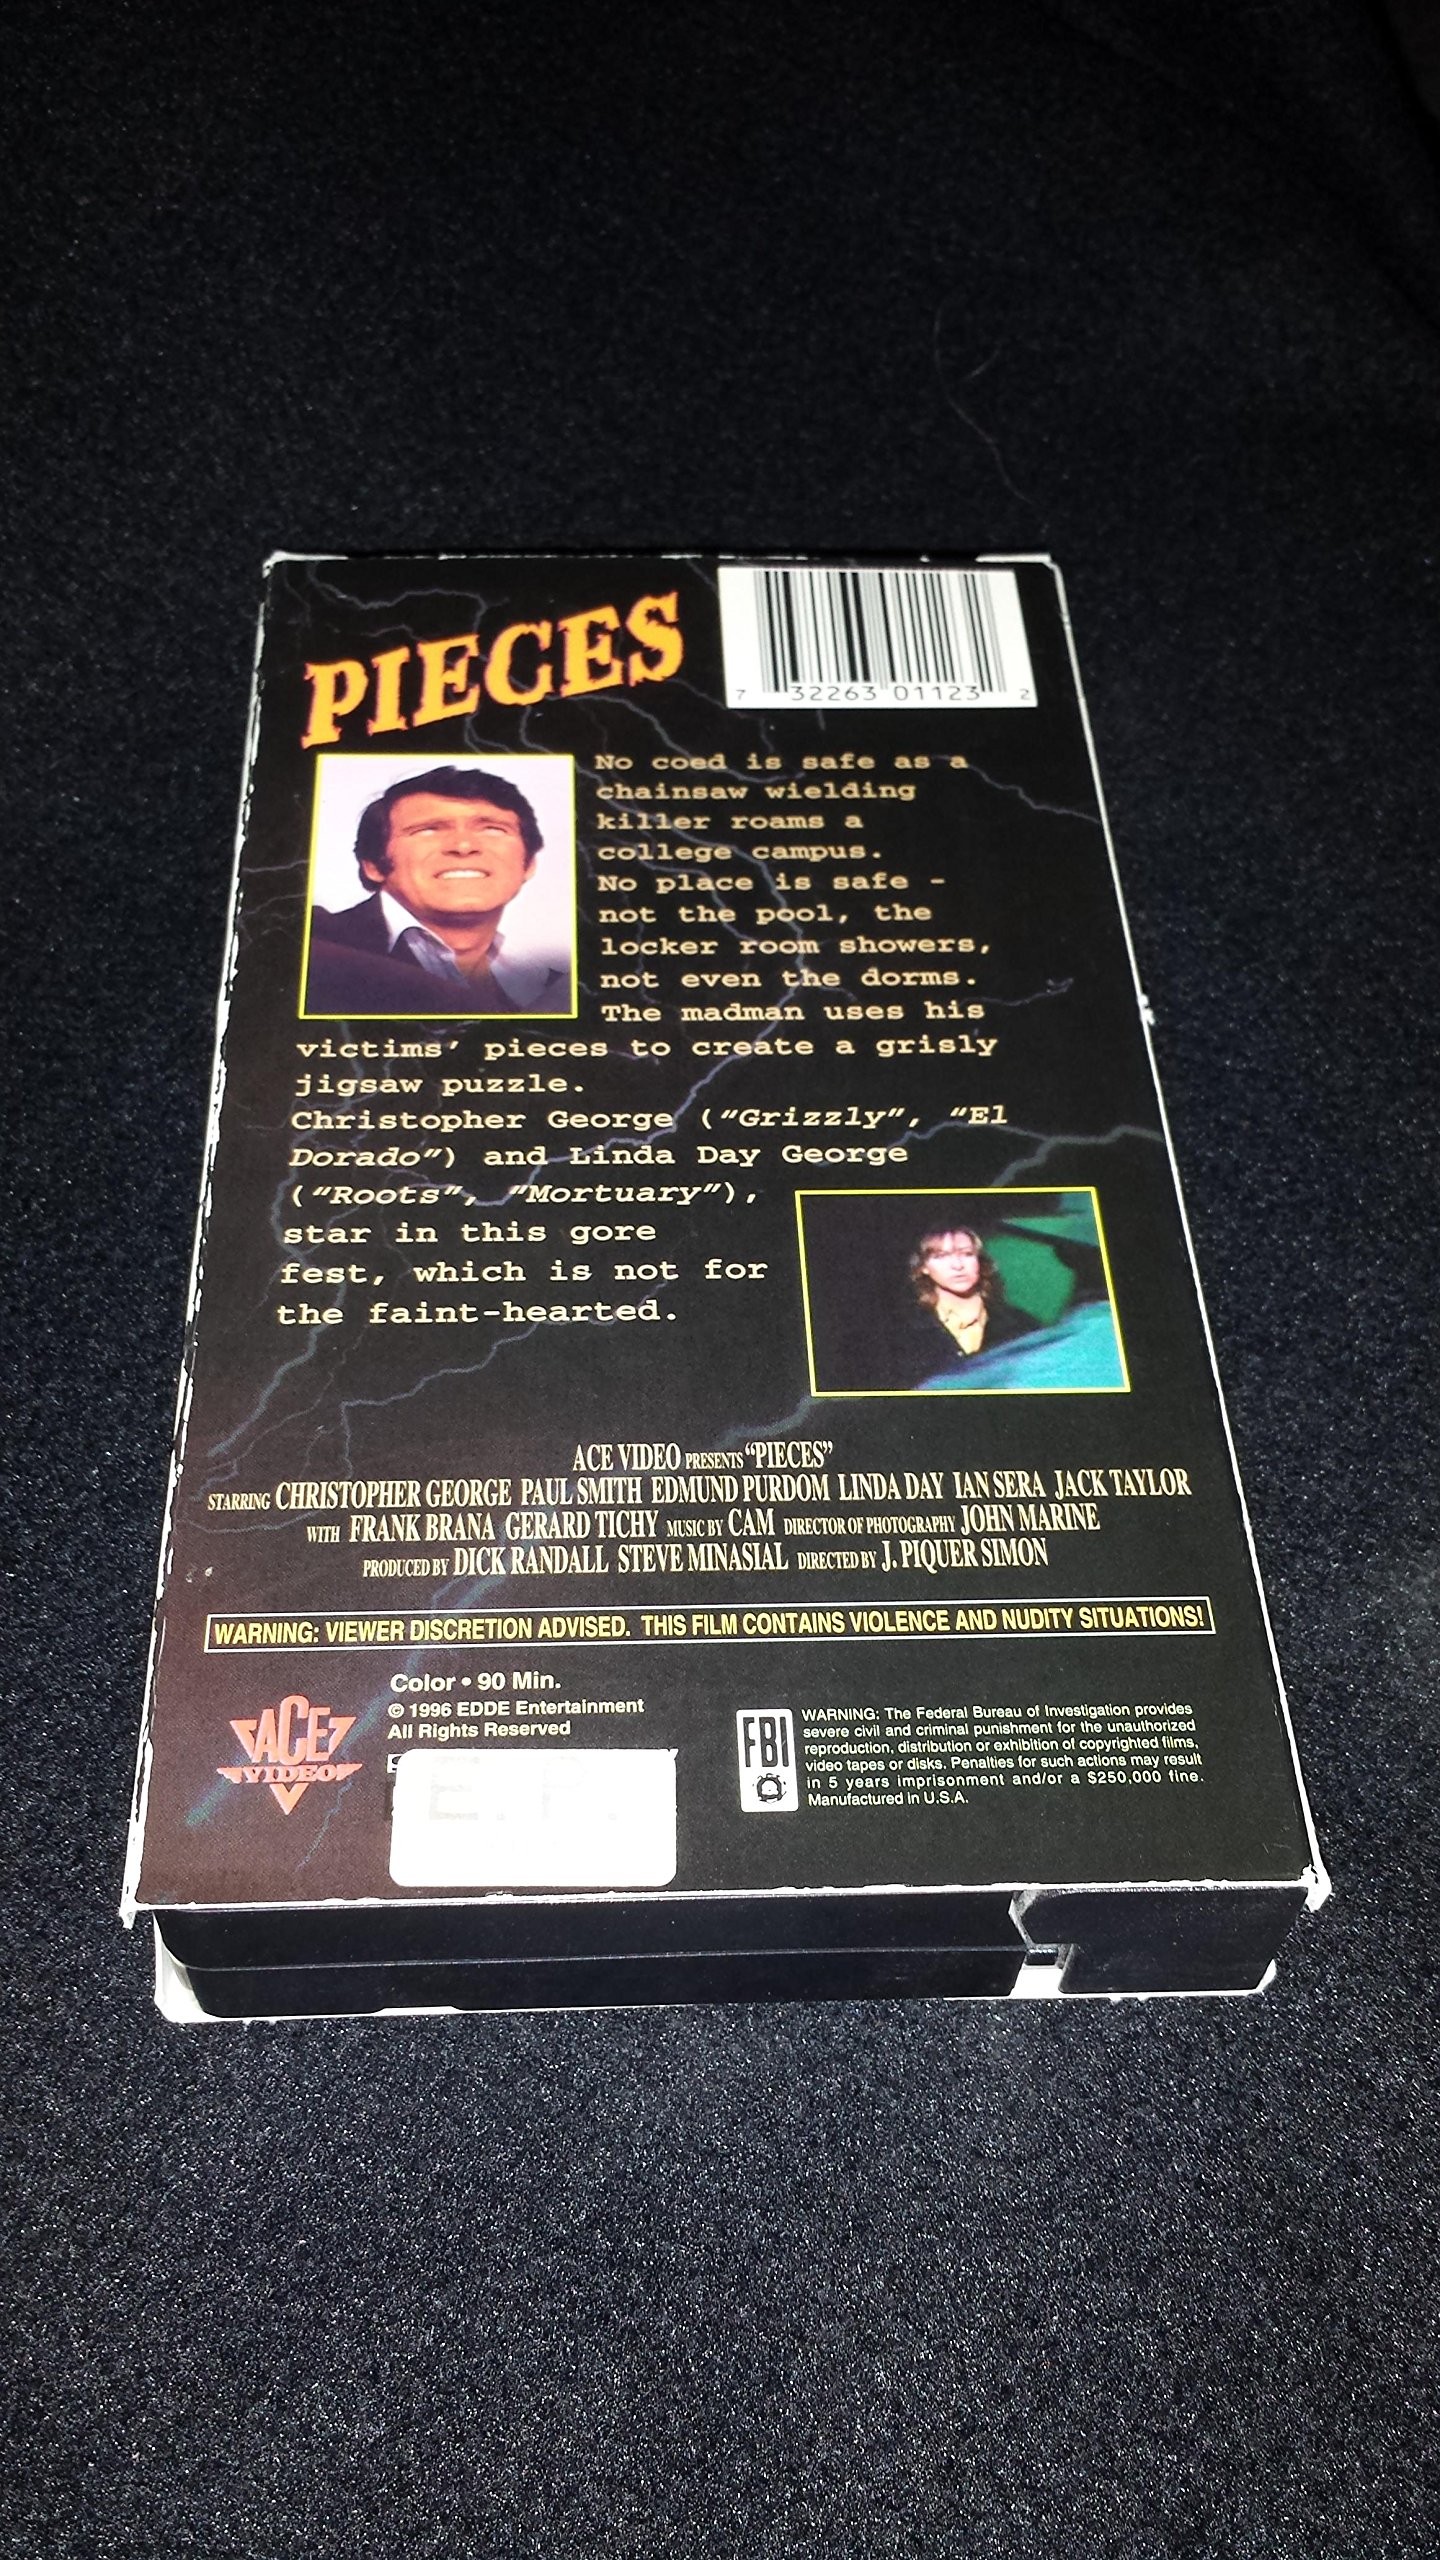 PIECES
7 32263 01123 2
No coed is safe as a
chainsaw wielding
killer roams a
college campus.
No place is safe -
not the pool, the
locker room showers,
not even the dorms.
The madman uses his
victims' pieces to create a grisly
jigsaw puzzle.
Christopher George ("Grizzly", "El
Dorado") and Linda Day George
("Roots", "Mortuary"),
star in this gore
fest, which is not for
the faint-hearted.
ACE VIDEO PRESENTS "PIECES"
STARRING CHRISTOPHER GEORGE PAUL SMITH EDMUND PURDOM LINDA DAY IAN SERA JACK TAYLOR
WITH FRANK BRANA GERARD TICHY MUSIC BY CAM DIRECTOR OF PHOTOGRAPHY JOHN MARINE
PRODUCED BY DICK RANDALL STEVE MINASIAL DIRECTED BY J. PIQUER SIMON
WARNING: VIEWER DISCRETION ADVISED. THIS FILM CONTAINS VIOLENCE AND NUDITY SITUATIONS!
ACE
VIDEO
Color • 90 Min.
© 1996 EDDE Entertainment
All Rights Reserved
FBI
WARNING: The Federal Bureau of Investigation provides
severe civil and criminal punishment for the unauthorized
reproduction, distribution or exhibition of copyrighted films,
video tapes or disks. Penalties for such actions may result
in 5 years imprisonment and/or a $250,000 fine.
Manufactured in U.S.A.